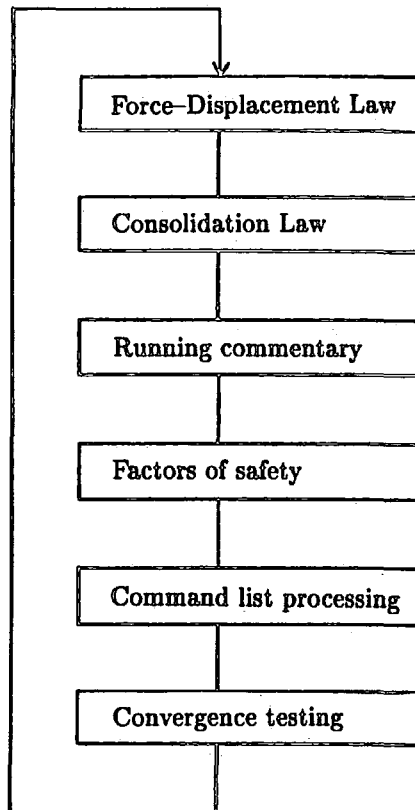 Force–Displacement Law
Consolidation Law
Running commentary
Factors of safety
Command list processing
Convergence testing